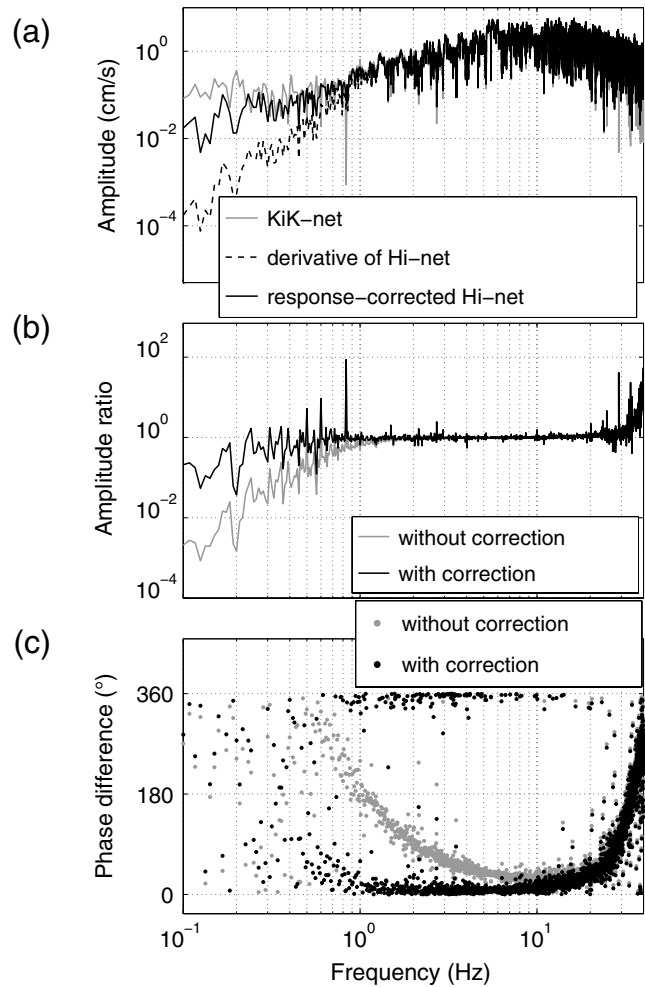 (a)
Amplitude (cm/s)
10^0
10^−2
10^−4
KiK−net
derivative of Hi−net
response−corrected Hi−net
(b)
Amplitude ratio
10^2
10^0
10^−2
10^−4
without correction
with correction
(c)
without correction
with correction
Phase difference (°)
360
180
0
10^−1
10^0
10^1
Frequency (Hz)